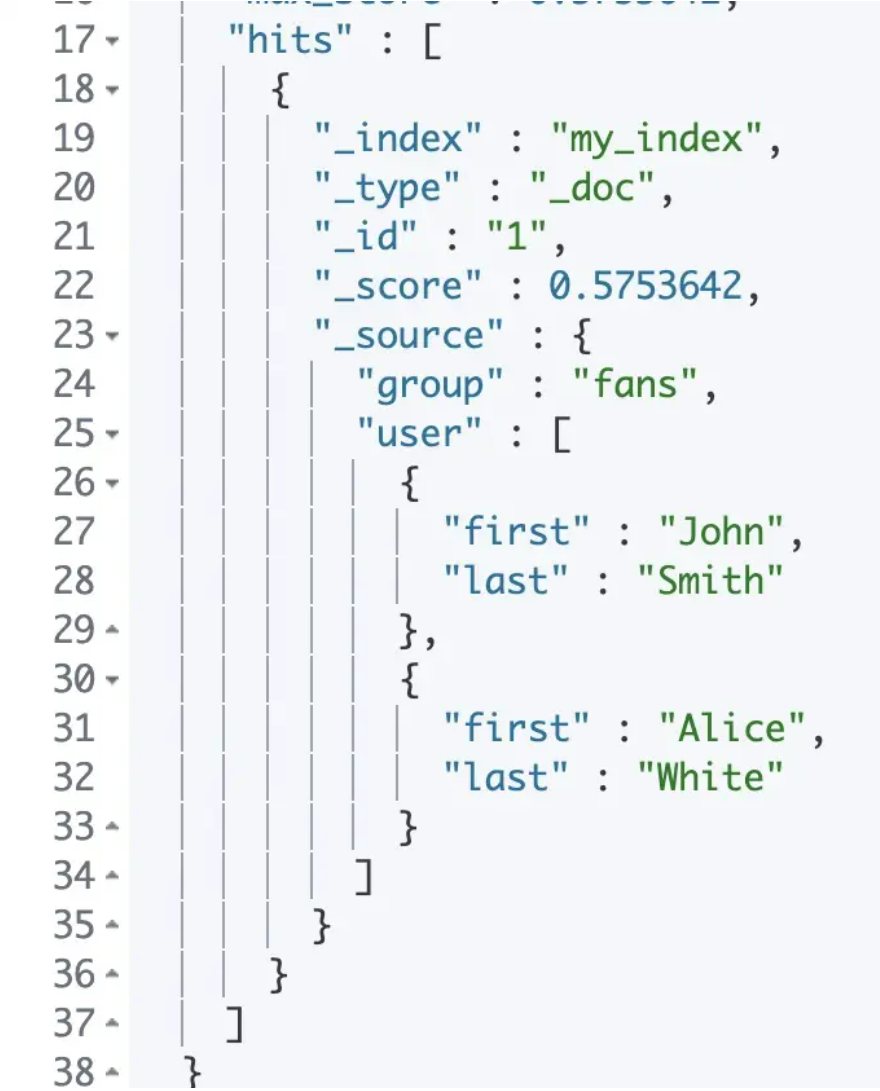 17 "hits" : [
18 {
19 "_index" : "my_index",
20 "_type" : "_doc",
21 "_id" : "1",
22 "_score" : 0.5753642,
23 "_source" : {
24 "group" : "fans",
25 "user" : [
26 {
27 "first" : "John",
28 "last" : "Smith"
29 },
30 {
31 "first" : "Alice",
32 "last" : "White"
33 }
34 ]
35 }
36 }
37 ]
38 }